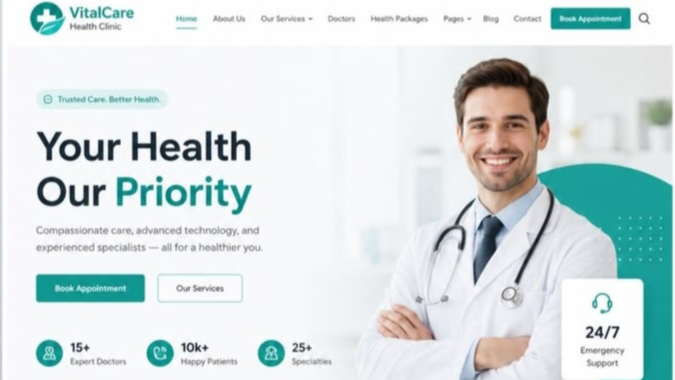 VitalCare
Health Clinic
Home About Us Our Services Doctors Health Packages Pages Blog Contact Book Appointment
Trusted Care. Better Health.
Your Health
Our Priority
Compassionate care, advanced technology, and
experienced specialists — all for a healthier you.
Book Appointment Our Services
15+
Expert Doctors
10k+
Happy Patients
25+
Specialties
24/7
Emergency
Support